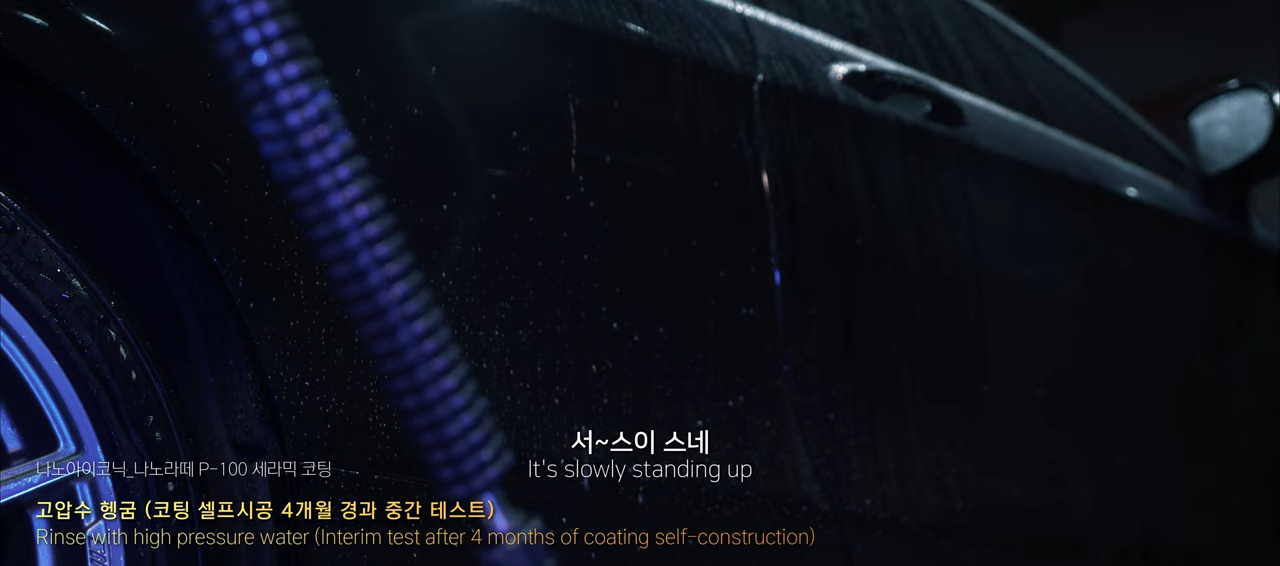 서~스이 스네
It's slowly standing up
나노아이코닉_나노라떼 P-100 세라믹 코팅
고압수 헹굼 (코팅 셀프시공 4개월 경과 중간 테스트)
Rinse with high pressure water (Interim test after 4 months of coating self-construction)